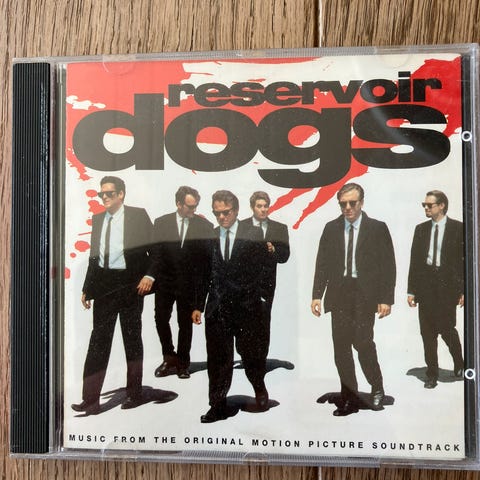 reservoir
dogs
MUSIC FROM THE ORIGINAL MOTION PICTURE SOUNDTRACK